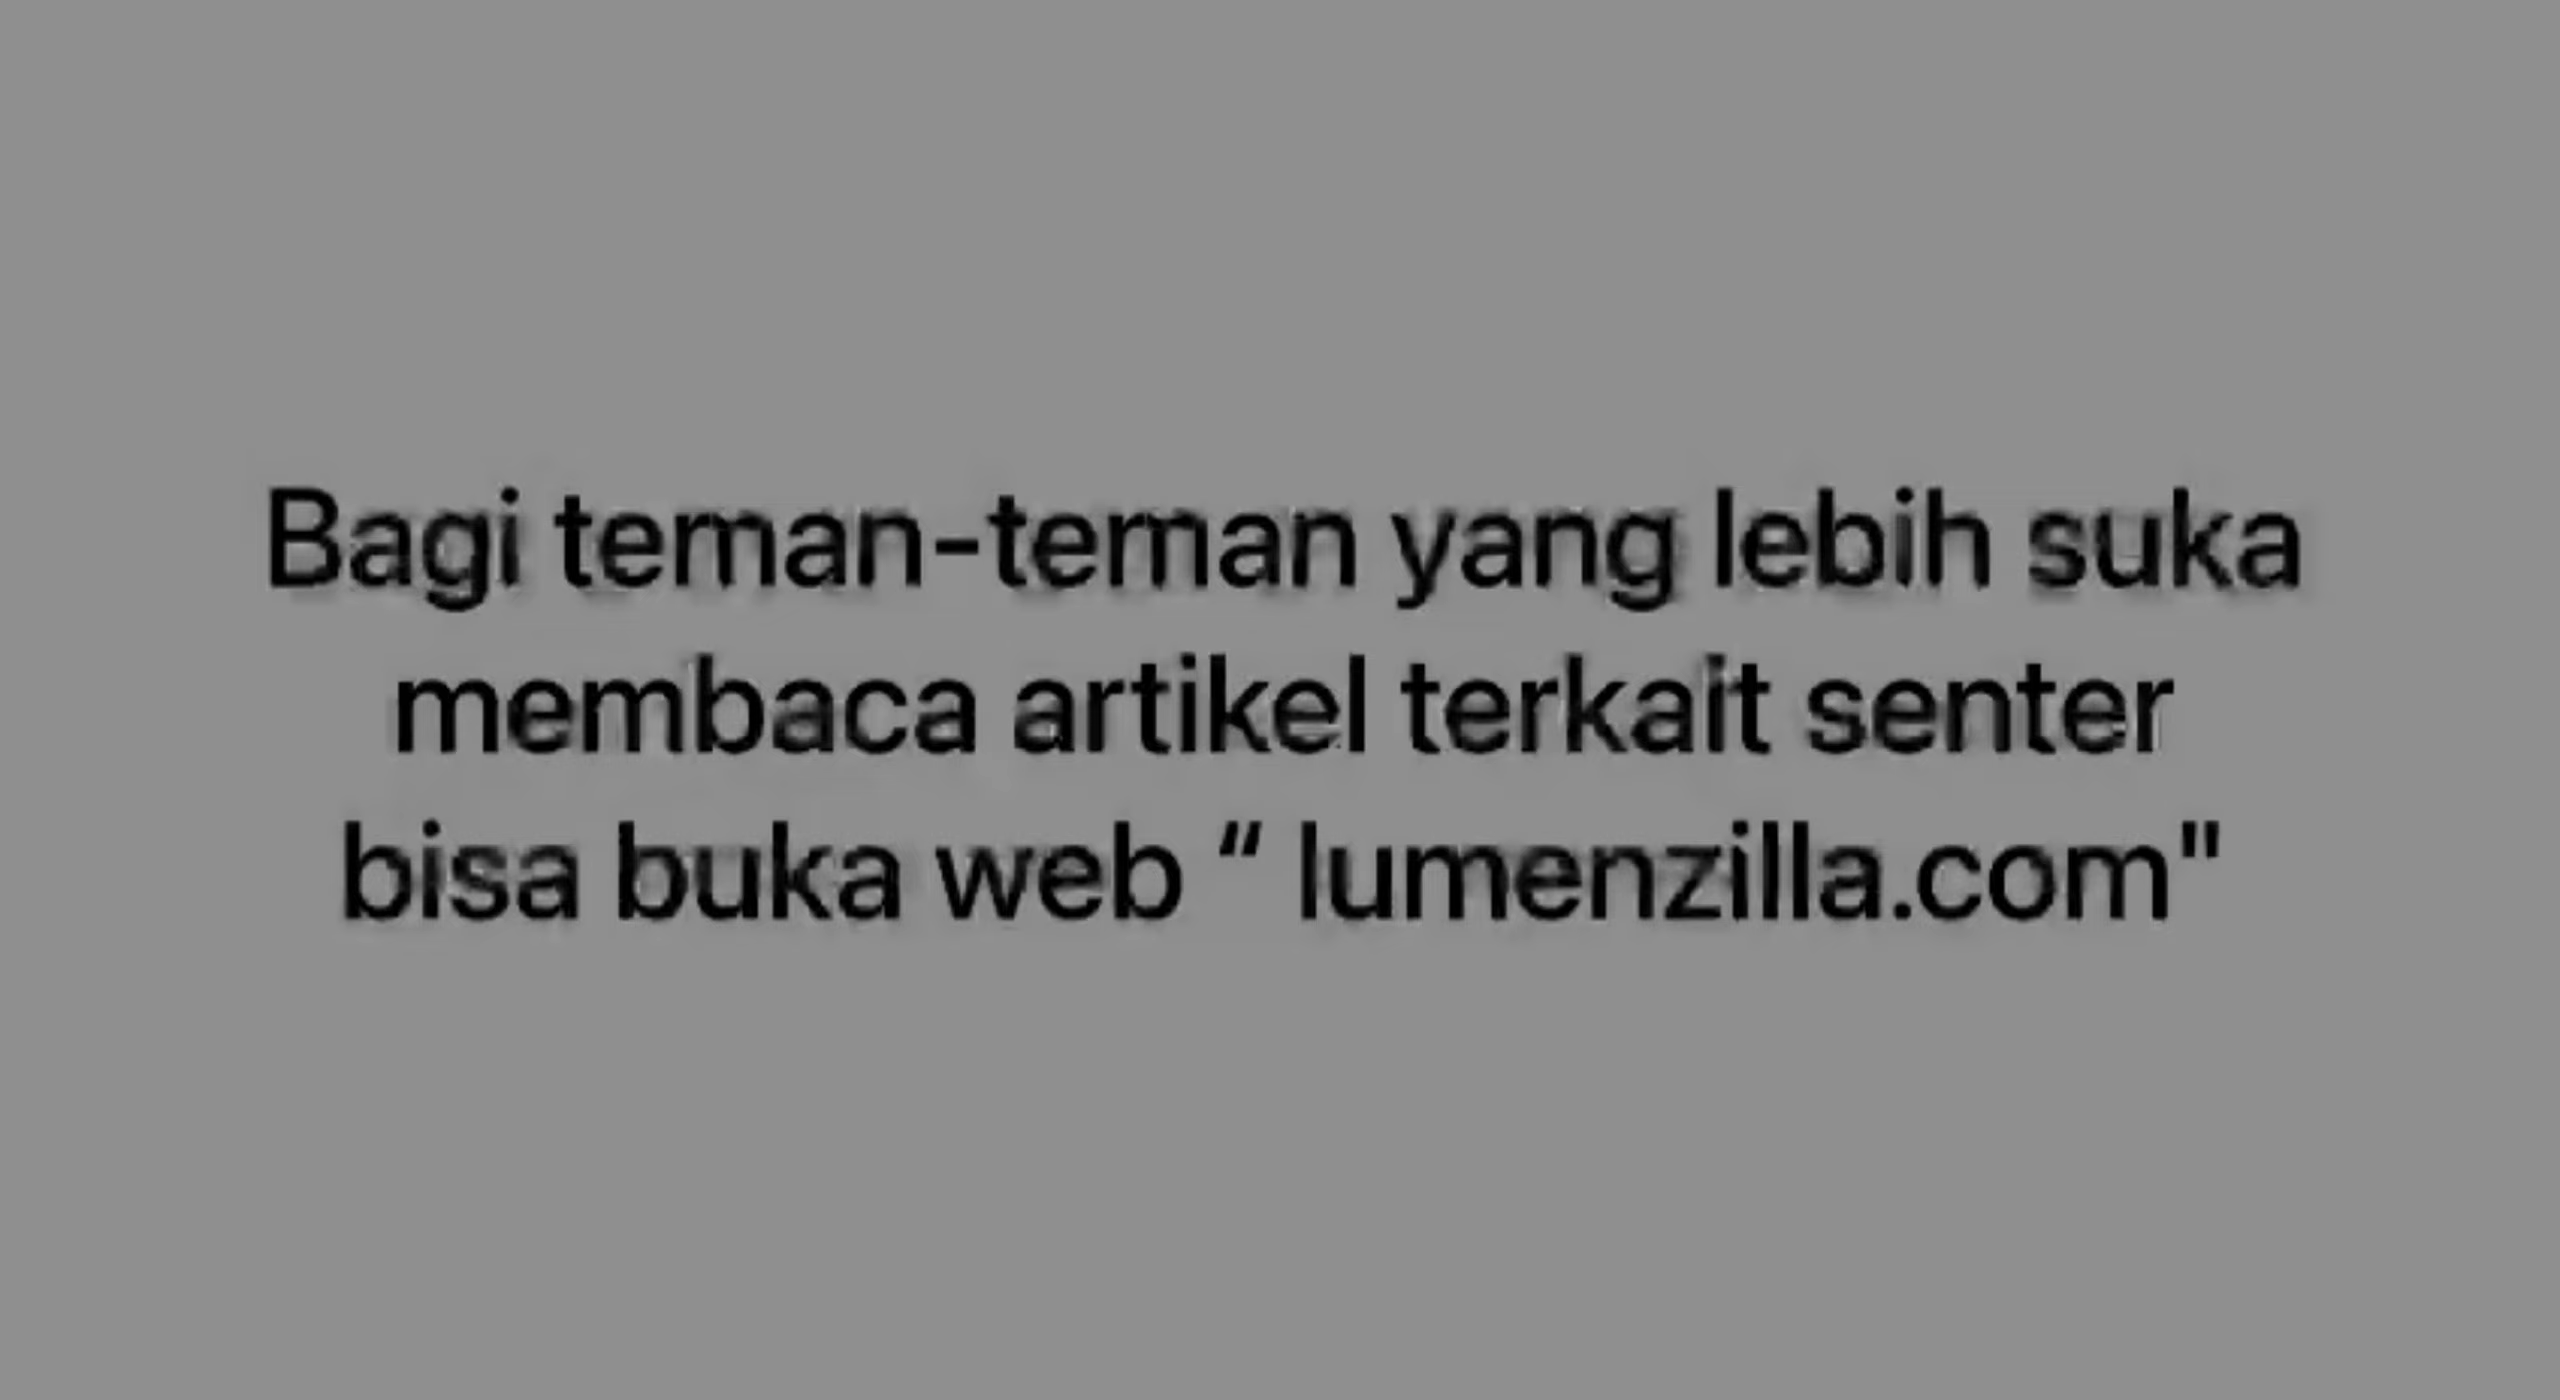 Bagi teman-teman yang lebih suka
membaca artikel terkait senter
bisa buka web “ lumenzilla.com"